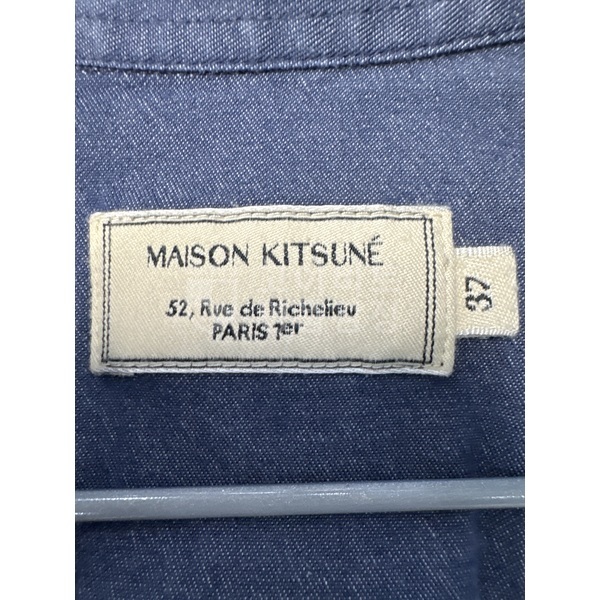 MAISON KITSUNÉ
52, Rue de Richelieu
PARIS 1er
37